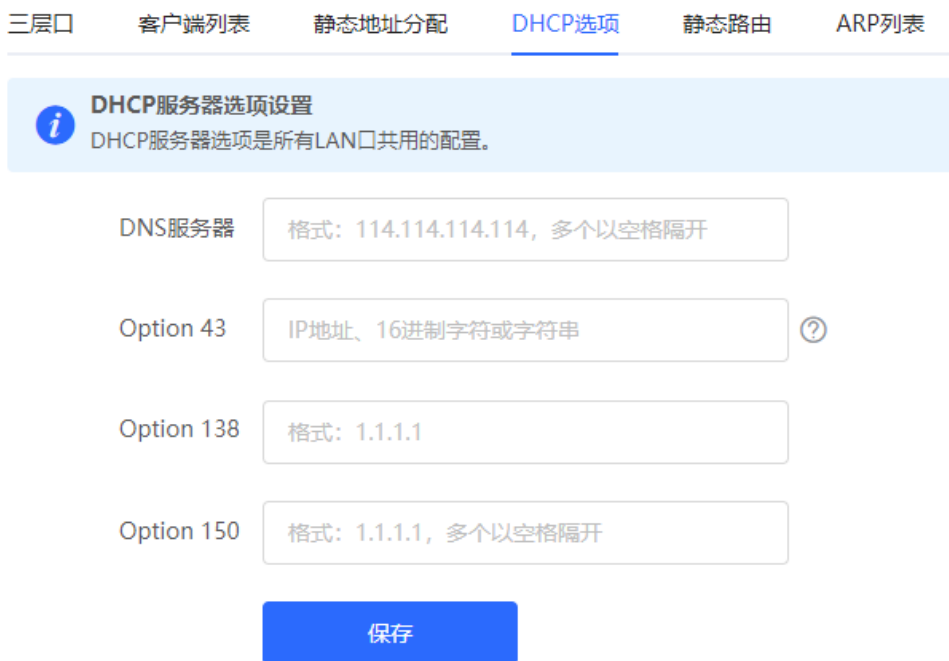 三层口 客户端列表 静态地址分配 DHCP选项 静态路由 ARP列表
i DHCP服务器选项设置
DHCP服务器选项是所有LAN口共用的配置。
DNS服务器 格式：114.114.114.114，多个以空格隔开
Option 43 IP地址、16进制字符或字符串 ?
Option 138 格式：1.1.1.1
Option 150 格式：1.1.1.1，多个以空格隔开
保存